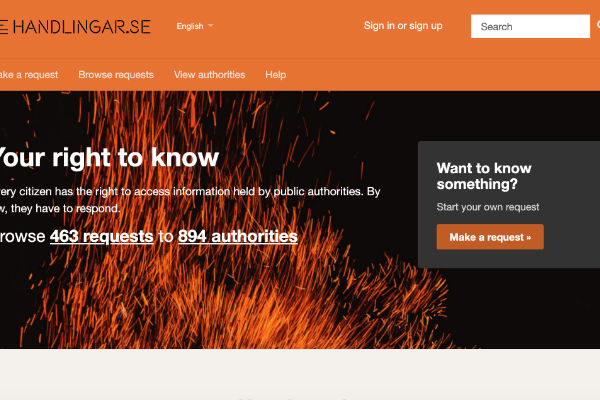 HANDLINGAR.SE
English
Sign in or sign up
Search
ake a request
Browse requests
View authorities
Help
Your right to know
very citizen has the right to access information held by public authorities. By
w, they have to respond.
rowse 463 requests to 894 authorities
Want to know
something?
Start your own request
Make a request »